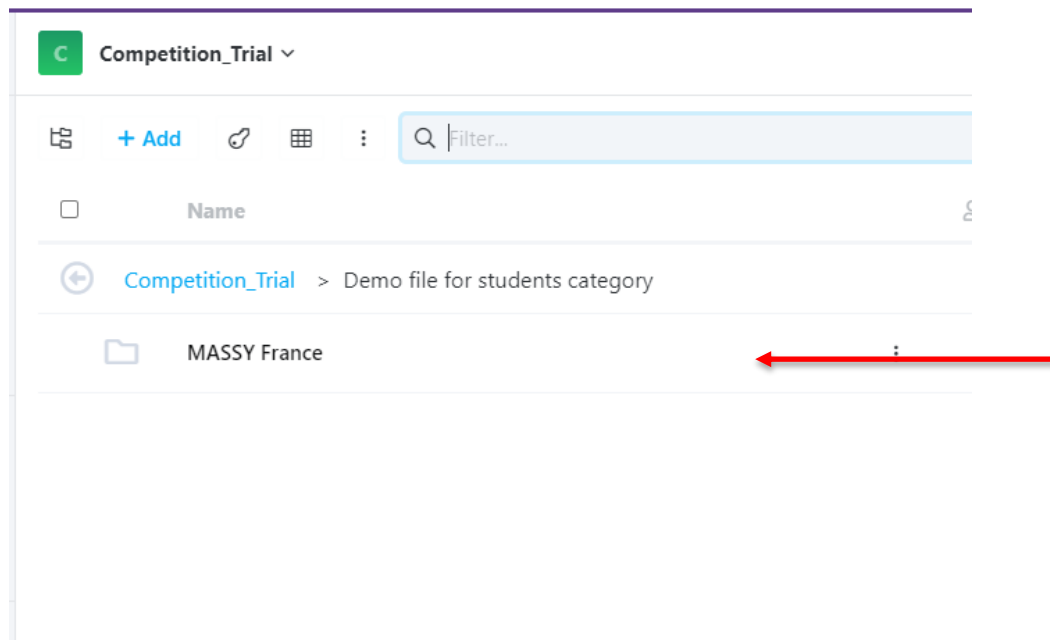 C Competition_Trial
+ Add Filter...
Name
Competition_Trial > Demo file for students category
MASSY France